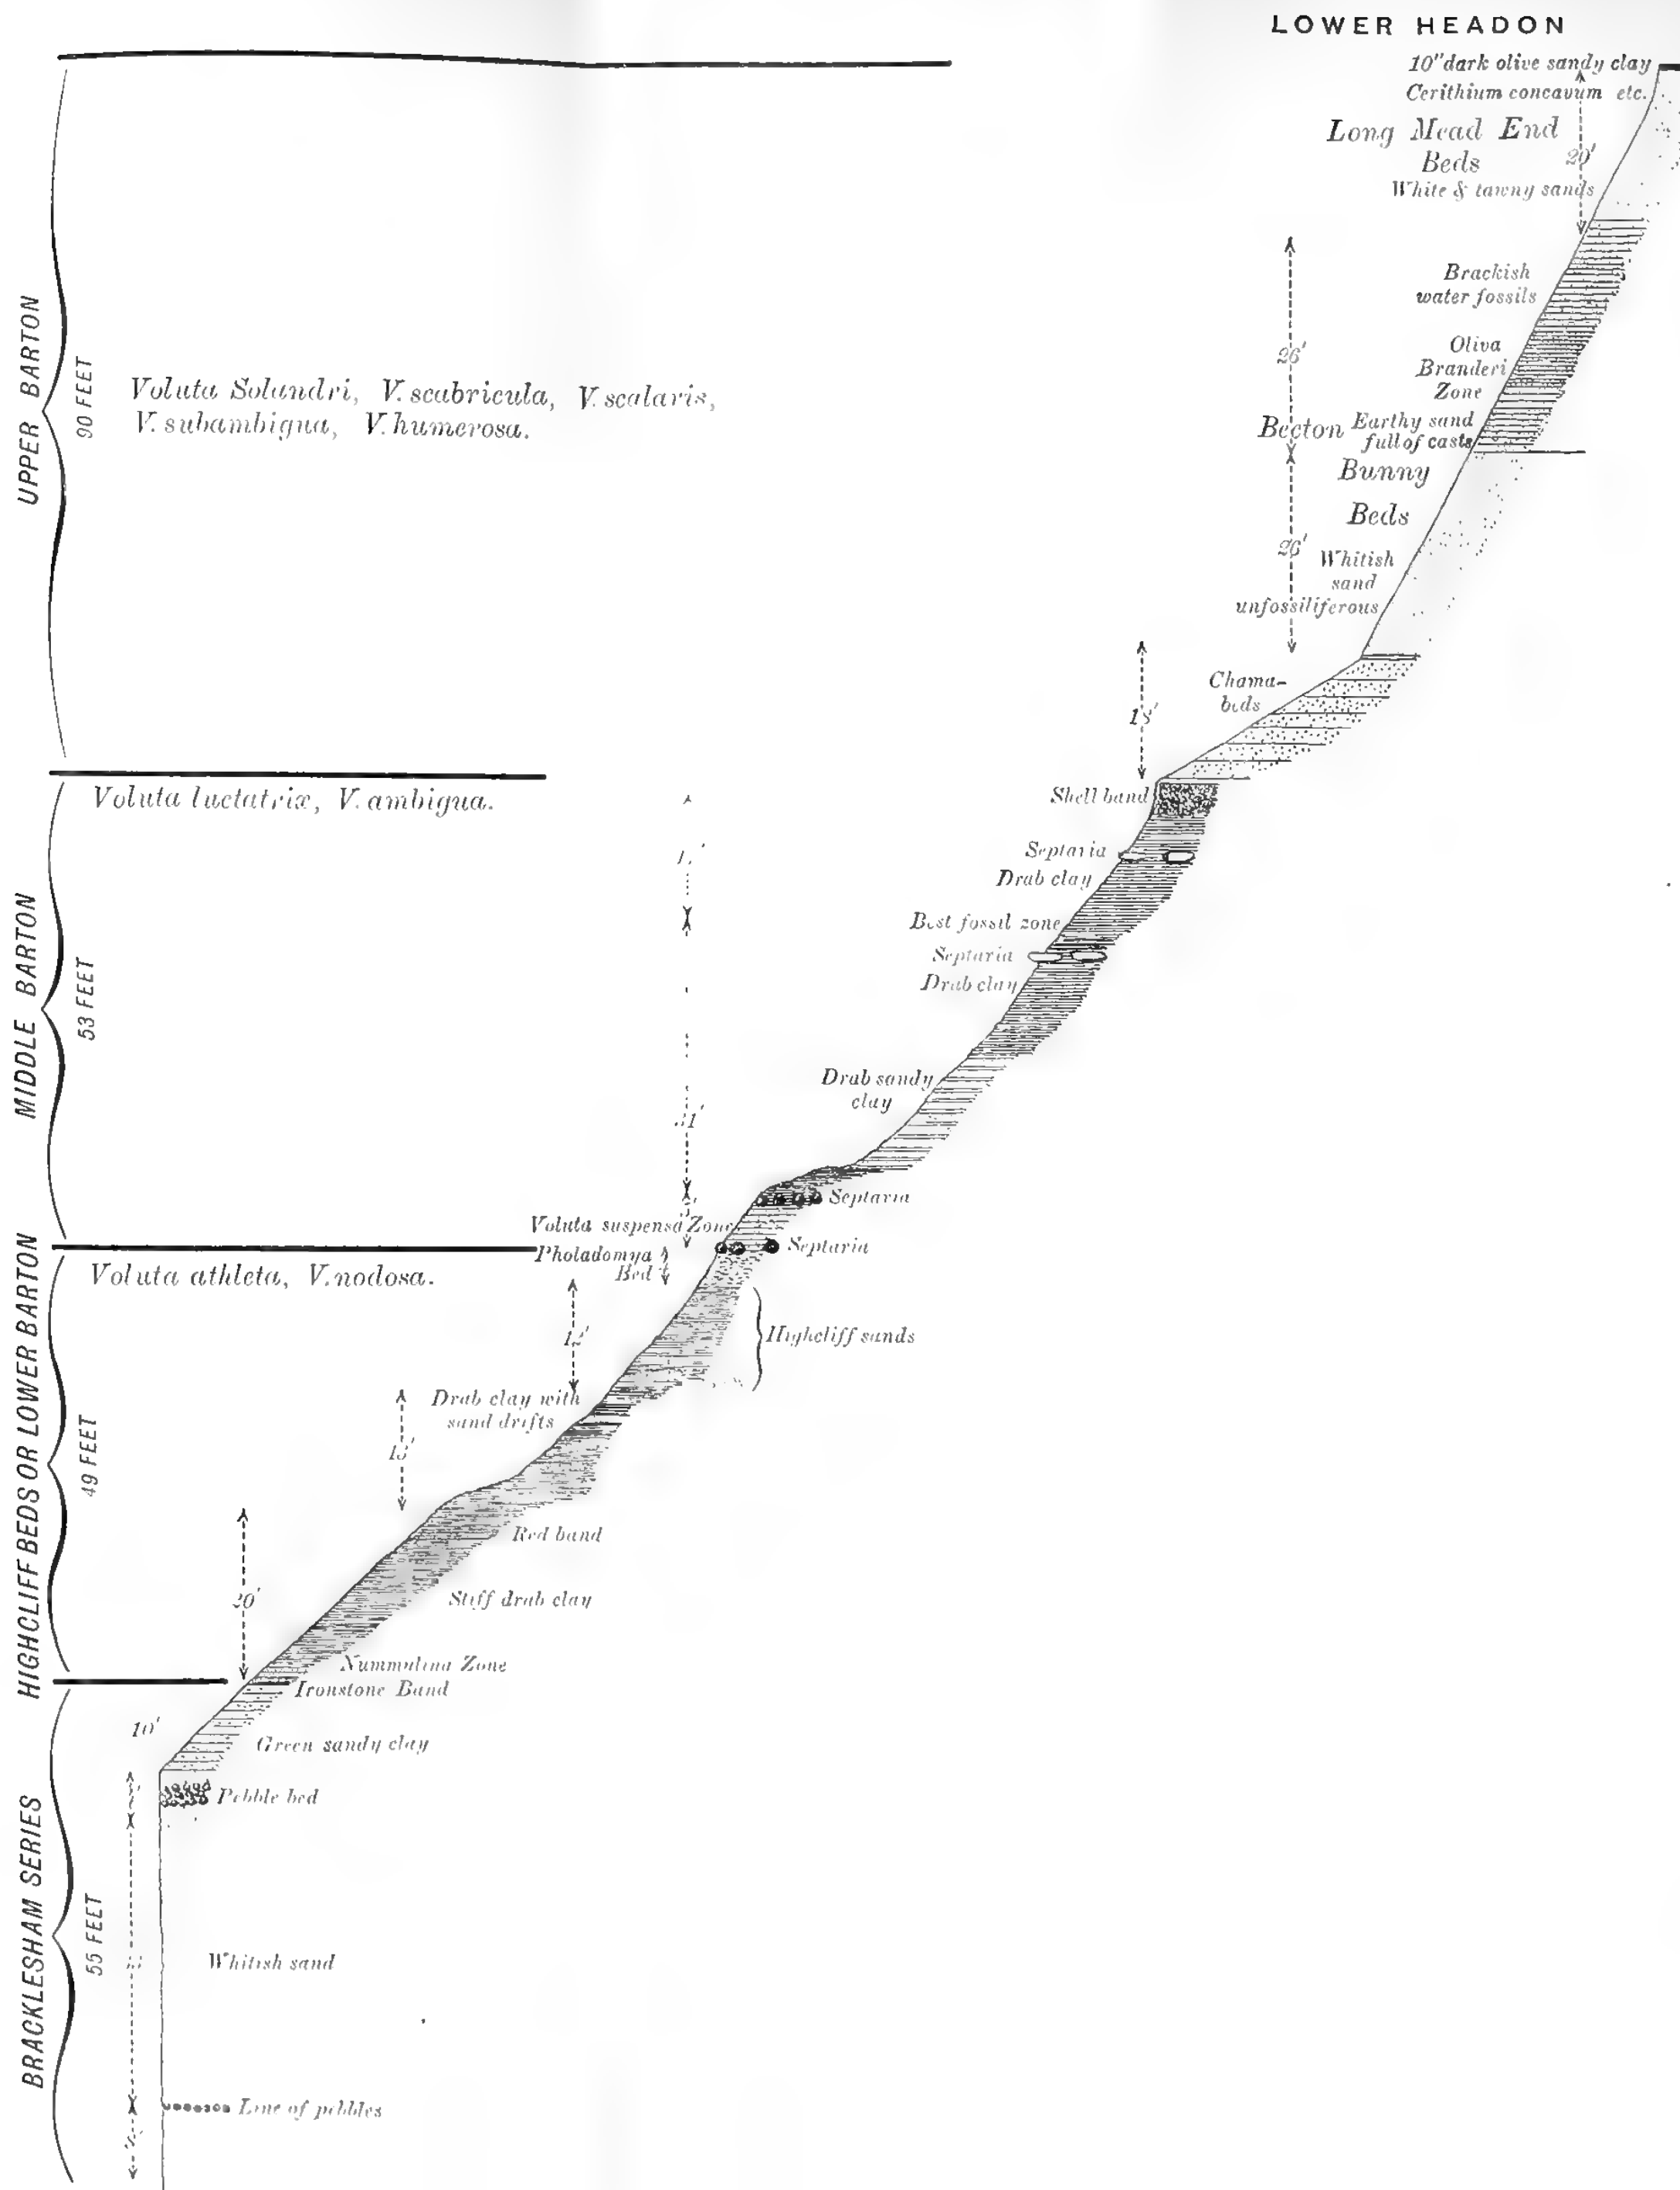 LOWER HEADON
10" dark olive sandy clay
Cerithium concavum etc.
Long Mead End
Beds
20'
White & tawny sands
Brackish
water fossils
26'
Oliva
Branderi
Zone
UPPER BARTON
90 FEET
Voluta Solandri, V. scabricula, V. scalaris,
V. subambigua, V. humerosa.
Becton
Earthy sand
full of casts
Bunny
Beds
26'
Whitish
sand
unfossiliferous
Chama-
beds
18'
Voluta luctatrix, V. ambigua.
Shell band
Septaria
Drab clay
Best fossil zone
Septaria
Drab clay
MIDDLE BARTON
53 FEET
Drab sandy
clay
31'
Septaria
Voluta suspensa Zone
Pholadomya
Bed
Septaria
Voluta athleta, V. nodosa.
12'
Highcliff sands
HIGHCLIFF BEDS OR LOWER BARTON
49 FEET
Drab clay with
sand drifts
Red band
20'
Stiff drab clay
Nummulina Zone
Ironstone Band
10'
Green sandy clay
Pebble bed
BRACKLESHAM SERIES
55 FEET
Whitish sand
Line of pebbles